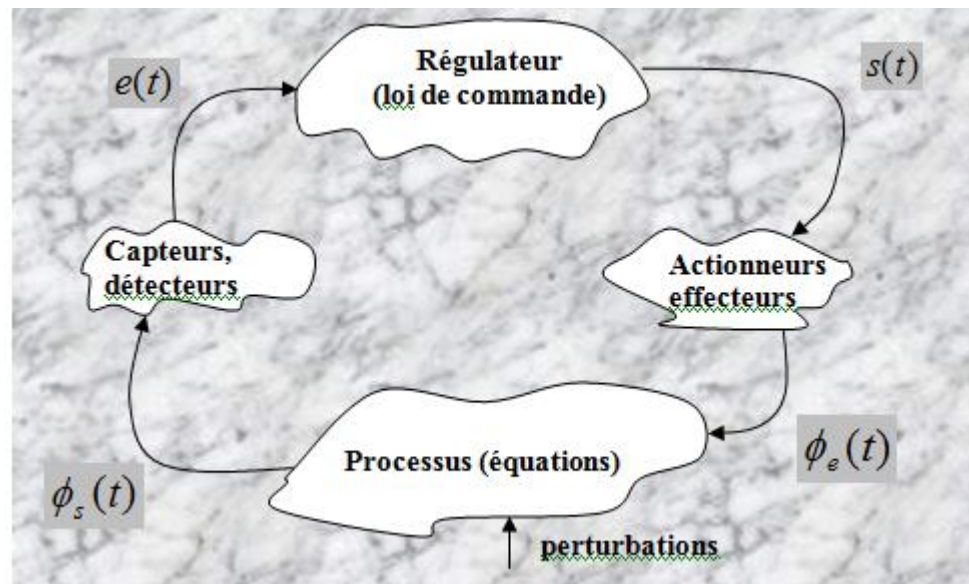 Régulateur
(loi de commande)
e(t)
s(t)
Capteurs,
détecteurs
Actionneurs
effecteurs
Processus (équations)
ϕₑ(t)
ϕₛ(t)
perturbations